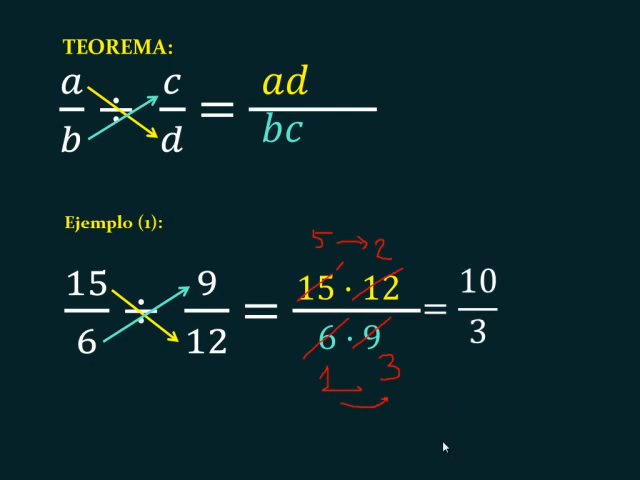 TEOREMA:
a/b ÷ c/d = ad/bc
Ejemplo (1):
5 → 2
15/6 ÷ 9/12 = 15 · 12/6 · 9 = 10/3
1 3